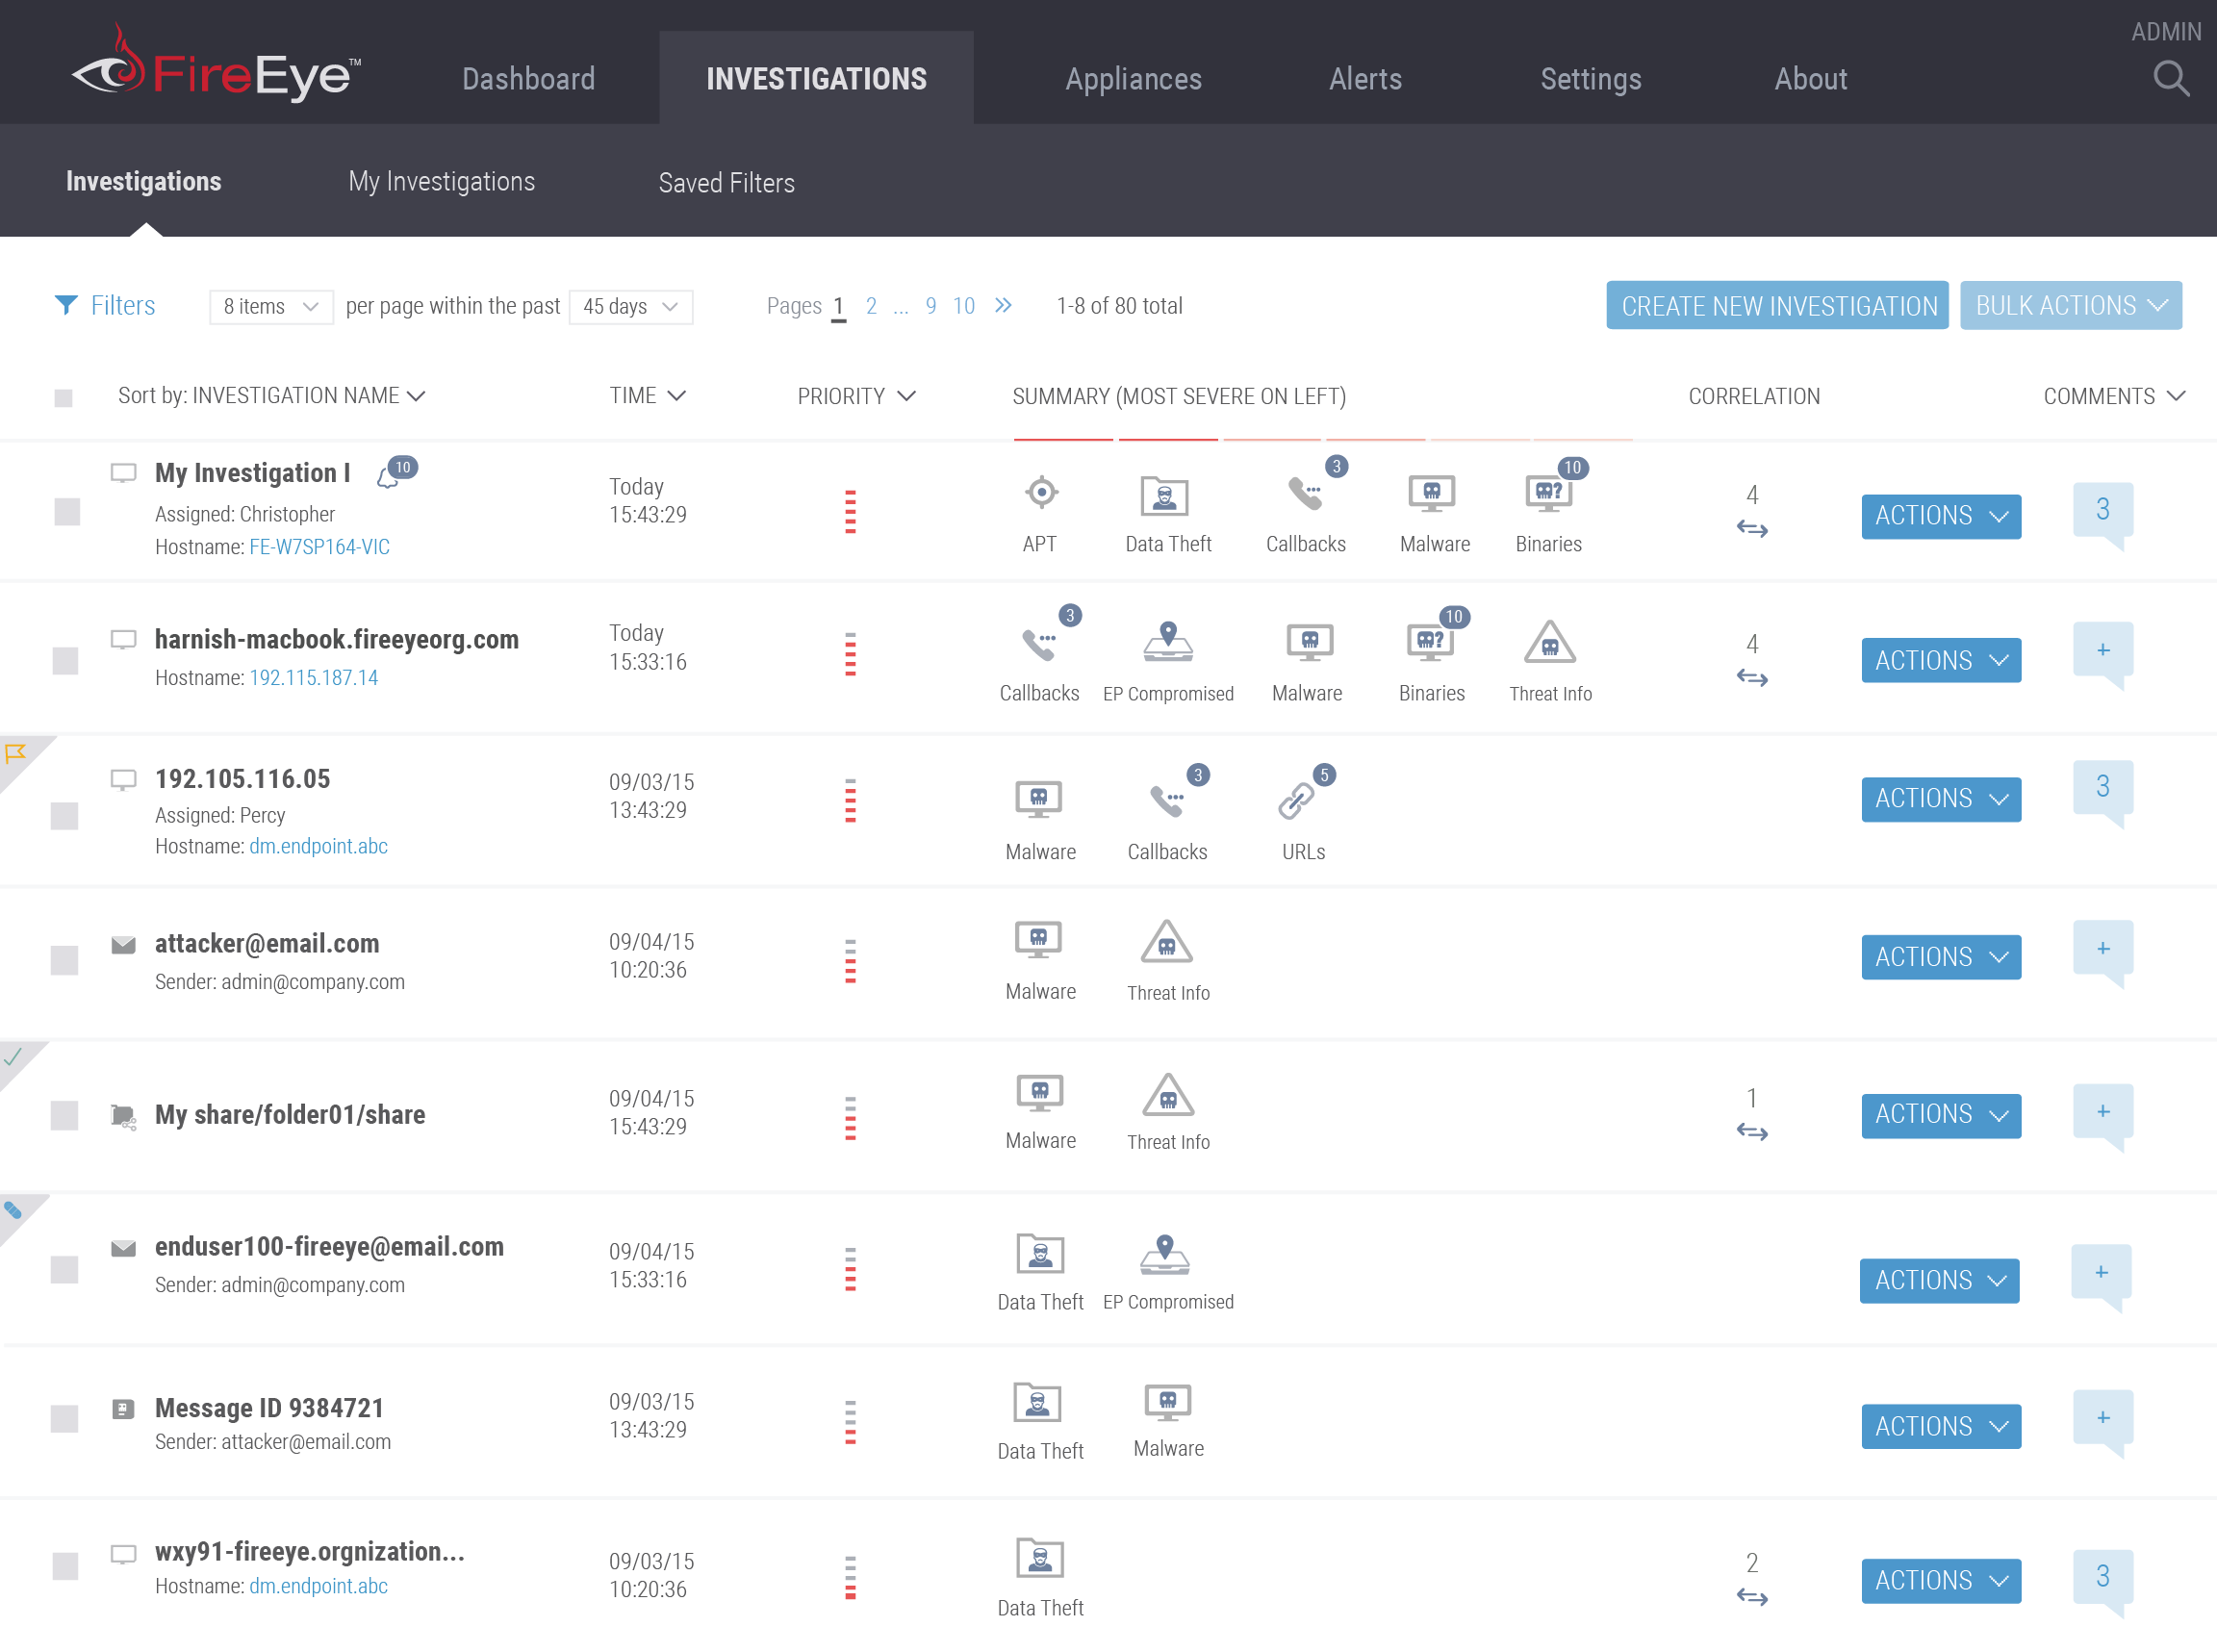 FireEye™ Dashboard INVESTIGATIONS Appliances Alerts Settings About ADMIN
Investigations My Investigations Saved Filters
Filters 8 items per page within the past 45 days Pages 1 2 ... 9 10 » 1-8 of 80 total CREATE NEW INVESTIGATION BULK ACTIONS
Sort by: INVESTIGATION NAME TIME PRIORITY SUMMARY (MOST SEVERE ON LEFT) CORRELATION COMMENTS
My Investigation I 10
Assigned: Christopher
Hostname: FE-W7SP164-VIC
Today
15:43:29
APT Data Theft 3 Callbacks Malware ? 10 Binaries
4
ACTIONS
3
harnish-macbook.fireeyeorg.com
Hostname: 192.115.187.14
Today
15:33:16
3 Callbacks EP Compromised Malware ? 10 Binaries Threat Info
4
ACTIONS
+
192.105.116.05
Assigned: Percy
Hostname: dm.endpoint.abc
09/03/15
13:43:29
Malware 3 Callbacks 5 URLs
ACTIONS
3
attacker@email.com
Sender: admin@company.com
09/04/15
10:20:36
Malware Threat Info
ACTIONS
+
My share/folder01/share
09/04/15
15:43:29
Malware Threat Info
1
ACTIONS
+
enduser100-fireeye@email.com
Sender: admin@company.com
09/04/15
15:33:16
Data Theft EP Compromised
ACTIONS
+
Message ID 9384721
Sender: attacker@email.com
09/03/15
13:43:29
Data Theft Malware
ACTIONS
+
wxy91-fireeye.orgnization...
Hostname: dm.endpoint.abc
09/03/15
10:20:36
Data Theft
2
ACTIONS
3